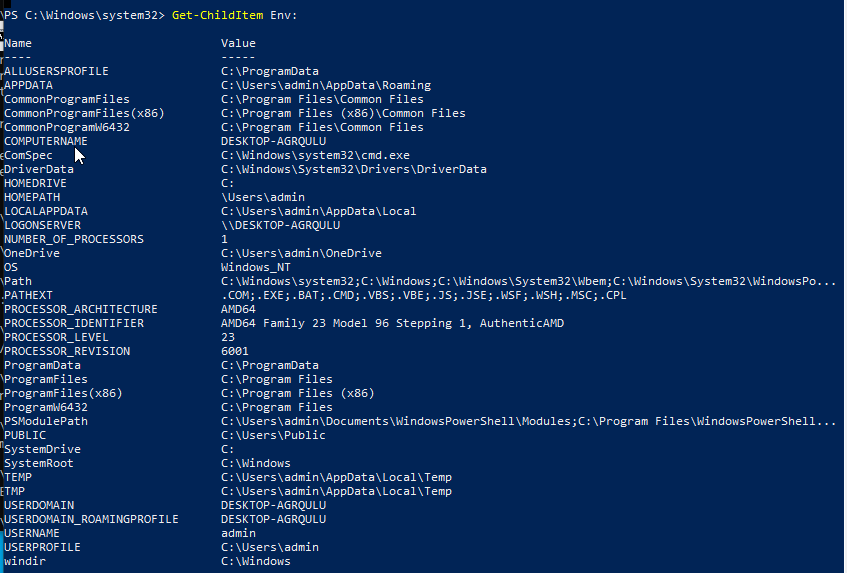 PS C:\Windows\system32> Get-ChildItem Env:
Name Value
---- -----
ALLUSERSPROFILE C:\ProgramData
APPDATA C:\Users\admin\AppData\Roaming
CommonProgramFiles C:\Program Files\Common Files
CommonProgramFiles(x86) C:\Program Files (x86)\Common Files
CommonProgramW6432 C:\Program Files\Common Files
COMPUTERNAME DESKTOP-AGRQULU
ComSpec C:\Windows\system32\cmd.exe
DriverData C:\Windows\System32\Drivers\DriverData
HOMEDRIVE C:
HOMEPATH \Users\admin
LOCALAPPDATA C:\Users\admin\AppData\Local
LOGONSERVER \\DESKTOP-AGRQULU
NUMBER_OF_PROCESSORS 1
OneDrive C:\Users\admin\OneDrive
OS Windows_NT
Path C:\Windows\system32;C:\Windows;C:\Windows\System32\Wbem;C:\Windows\System32\WindowsPo...
PATHEXT .COM;.EXE;.BAT;.CMD;.VBS;.VBE;.JS;.JSE;.WSF;.WSH;.MSC;.CPL
PROCESSOR_ARCHITECTURE AMD64
PROCESSOR_IDENTIFIER AMD64 Family 23 Model 96 Stepping 1, AuthenticAMD
PROCESSOR_LEVEL 23
PROCESSOR_REVISION 6001
ProgramData C:\ProgramData
ProgramFiles C:\Program Files
ProgramFiles(x86) C:\Program Files (x86)
ProgramW6432 C:\Program Files
PSModulePath C:\Users\admin\Documents\WindowsPowerShell\Modules;C:\Program Files\WindowsPowerShell...
PUBLIC C:\Users\Public
SystemDrive C:
SystemRoot C:\Windows
TEMP C:\Users\admin\AppData\Local\Temp
TMP C:\Users\admin\AppData\Local\Temp
USERDOMAIN DESKTOP-AGRQULU
USERDOMAIN_ROAMINGPROFILE DESKTOP-AGRQULU
USERNAME admin
USERPROFILE C:\Users\admin
windir C:\Windows